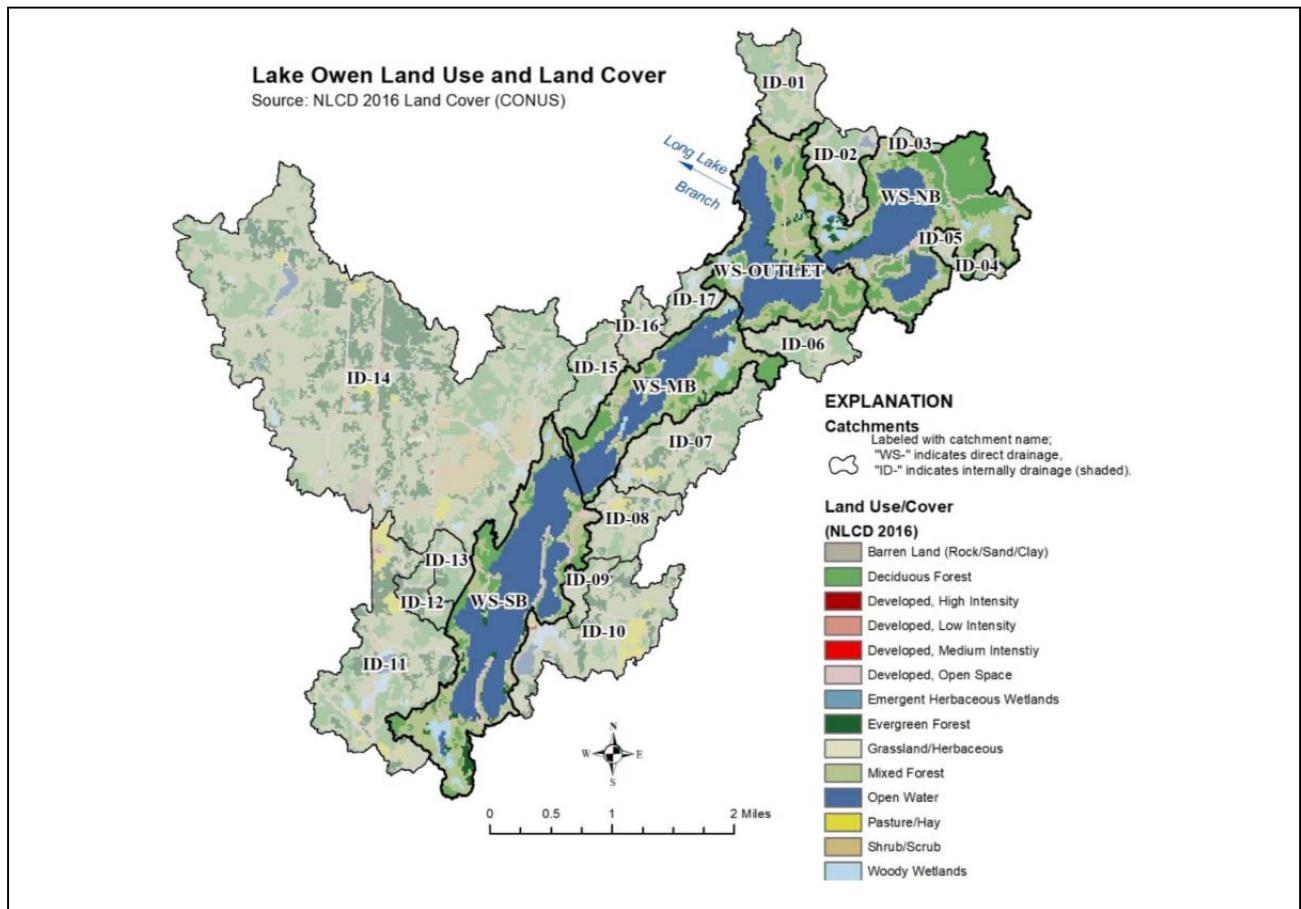 Lake Owen Land Use and Land Cover
Source: NLCD 2016 Land Cover (CONUS)
ID-01
Long Lake
Branch
ID-02
ID-03
WS-NB
ID-05
ID-04
WS-OUTLET
ID-17
ID-16
ID-06
ID-15
ID-14
WS-MB
ID-07
ID-08
ID-13
ID-09
ID-12
WS-SB
ID-10
ID-11
EXPLANATION
Catchments
Labeled with catchment name;
"WS-" indicates direct drainage,
"ID-" indicates internally drainage (shaded).
Land Use/Cover
(NLCD 2016)
Barren Land (Rock/Sand/Clay)
Deciduous Forest
Developed, High Intensity
Developed, Low Intensity
Developed, Medium Intenstiy
Developed, Open Space
Emergent Herbaceous Wetlands
Evergreen Forest
Grassland/Herbaceous
Mixed Forest
Open Water
Pasture/Hay
Shrub/Scrub
Woody Wetlands
N
W E
S
0 0.5 1 2 Miles